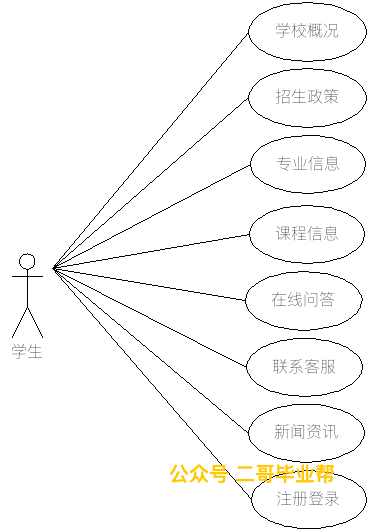 学校概况
招生政策
专业信息
课程信息
在线问答
学生
联系客服
新闻资讯
公众号 二哥毕业帮
注册登录